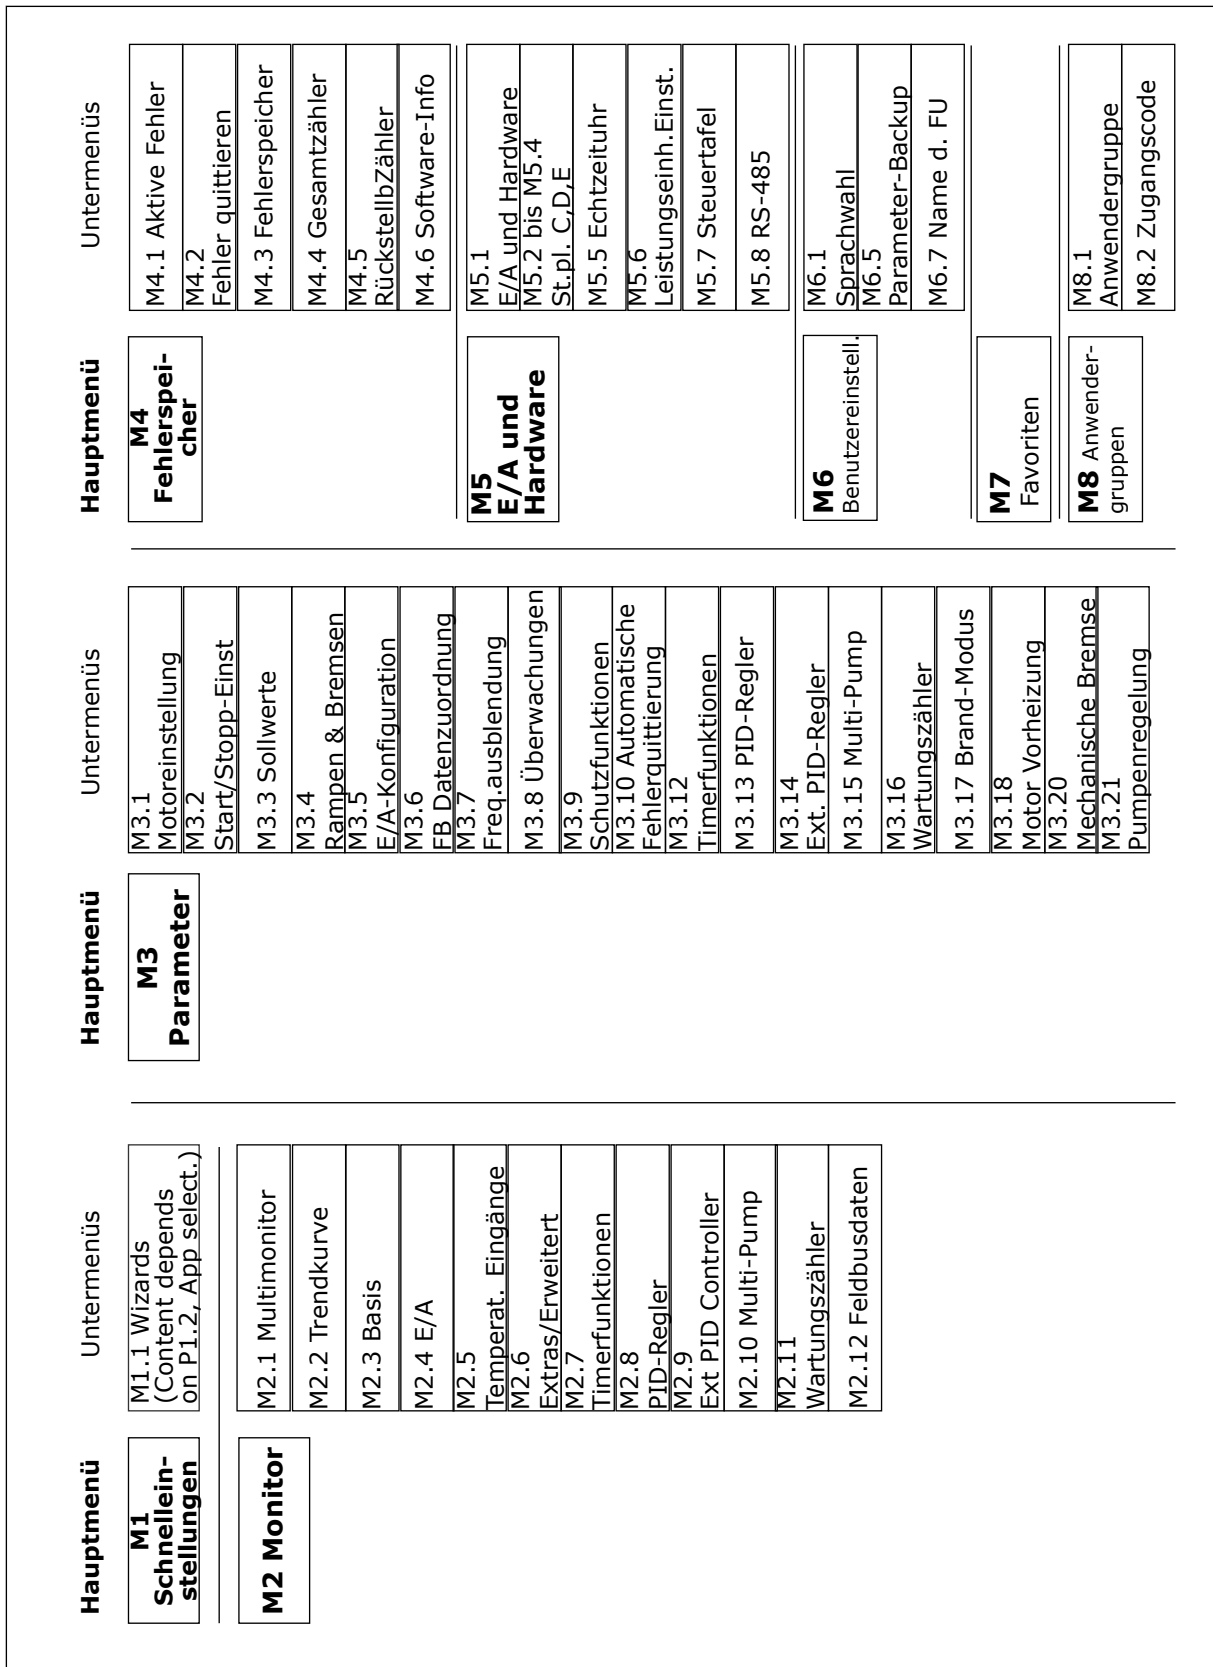 Hauptmenü
Untermenüs
M1
Schnellein-
stellungen
M1.1 Wizards
(Content depends
on P1.2, App select.)
M2 Monitor
M2.1 Multimonitor
M2.2 Trendkurve
M2.3 Basis
M2.4 E/A
M2.5
Temperat. Eingänge
M2.6
Extras/Erweitert
M2.7
Timerfunktionen
M2.8
PID-Regler
M2.9
Ext PID Controller
M2.10 Multi-Pump
M2.11
Wartungszähler
M2.12 Feldbusdaten
Hauptmenü
Untermenüs
M3
Parameter
M3.1
Motoreinstellung
M3.2
Start/Stopp-Einst
M3.3 Sollwerte
M3.4
Rampen & Bremsen
M3.5
E/A-Konfiguration
M3.6
FB Datenzuordnung
M3.7
Freq.ausblendung
M3.8 Überwachungen
M3.9
Schutzfunktionen
M3.10 Automatische
Fehlerquittierung
M3.12
Timerfunktionen
M3.13 PID-Regler
M3.14
Ext. PID-Regler
M3.15 Multi-Pump
M3.16
Wartungszähler
M3.17 Brand-Modus
M3.18
Motor Vorheizung
M3.20
Mechanische Bremse
M3.21
Pumpenregelung
Hauptmenü
Untermenüs
M4
Fehlerspei-
cher
M4.1 Aktive Fehler
M4.2
Fehler quittieren
M4.3 Fehlerspeicher
M4.4 Gesamtzähler
M4.5
RückstellbZähler
M4.6 Software-Info
M5
E/A und
Hardware
M5.1
E/A und Hardware
M5.2 bis M5.4
St.pl. C,D,E
M5.5 Echtzeituhr
M5.6
Leistungseinh.Einst.
M5.7 Steuertafel
M5.8 RS-485
M6
Benutzereinstell.
M6.1
Sprachwahl
M6.5
Parameter-Backup
M6.7 Name d. FU
M7
Favoriten
M8 Anwender-
gruppen
M8.1
Anwendergruppe
M8.2 Zugangscode